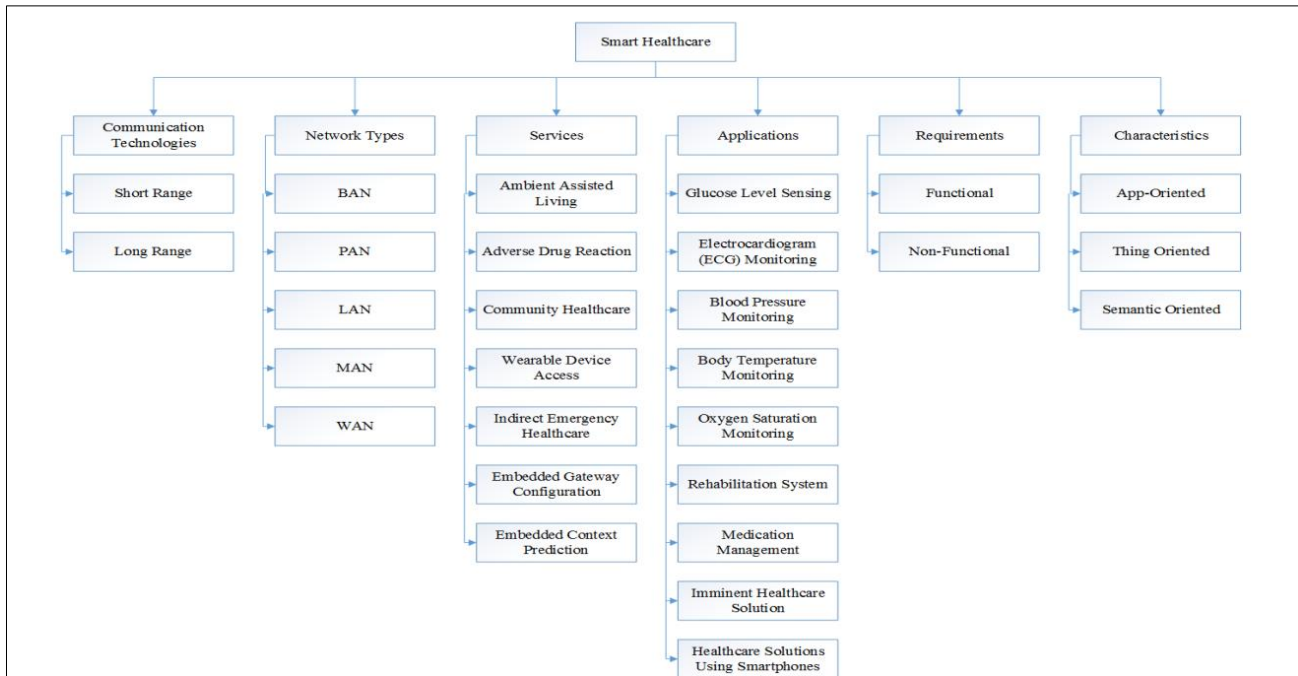 Smart Healthcare
Communication
Technologies
Short Range
Long Range
Network Types
BAN
PAN
LAN
MAN
WAN
Services
Ambient Assisted
Living
Adverse Drug Reaction
Community Healthcare
Wearable Device
Access
Indirect Emergency
Healthcare
Embedded Gateway
Configuration
Embedded Context
Prediction
Applications
Glucose Level Sensing
Electrocardiogram
(ECG) Monitoring
Blood Pressure
Monitoring
Body Temperature
Monitoring
Oxygen Saturation
Monitoring
Rehabilitation System
Medication
Management
Imminent Healthcare
Solution
Healthcare Solutions
Using Smartphones
Requirements
Functional
Non-Functional
Characteristics
App-Oriented
Thing Oriented
Semantic Oriented